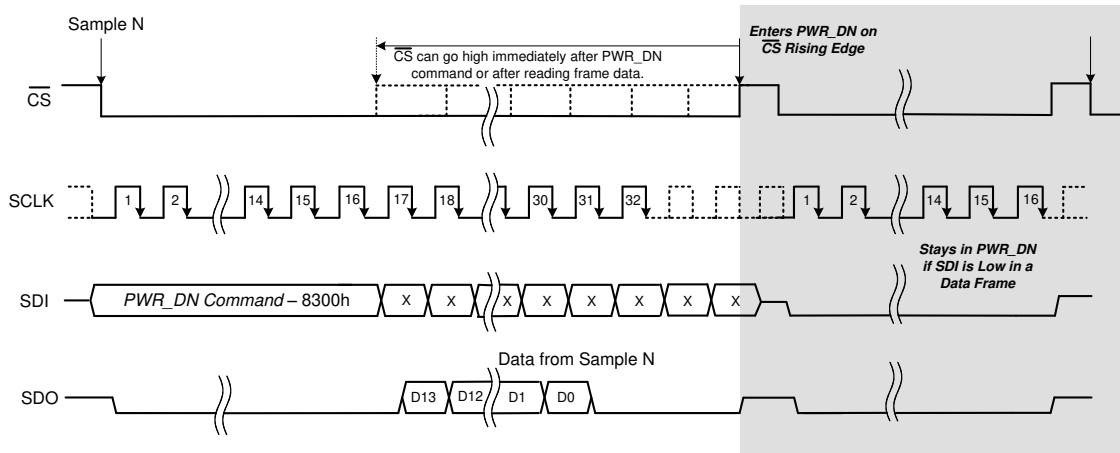 Sample N
CS can go high immediately after PWR_DN
command or after reading frame data.
Enters PWR_DN on
CS Rising Edge
CS
SCLK
1 2 14 15 16 17 18 30 31 32 1 2 14 15 16
Stays in PWR_DN
if SDI is Low in a
Data Frame
SDI
PWR_DN Command – 8300h X X X X X X X X
Data from Sample N
SDO
D13 D12 D1 D0